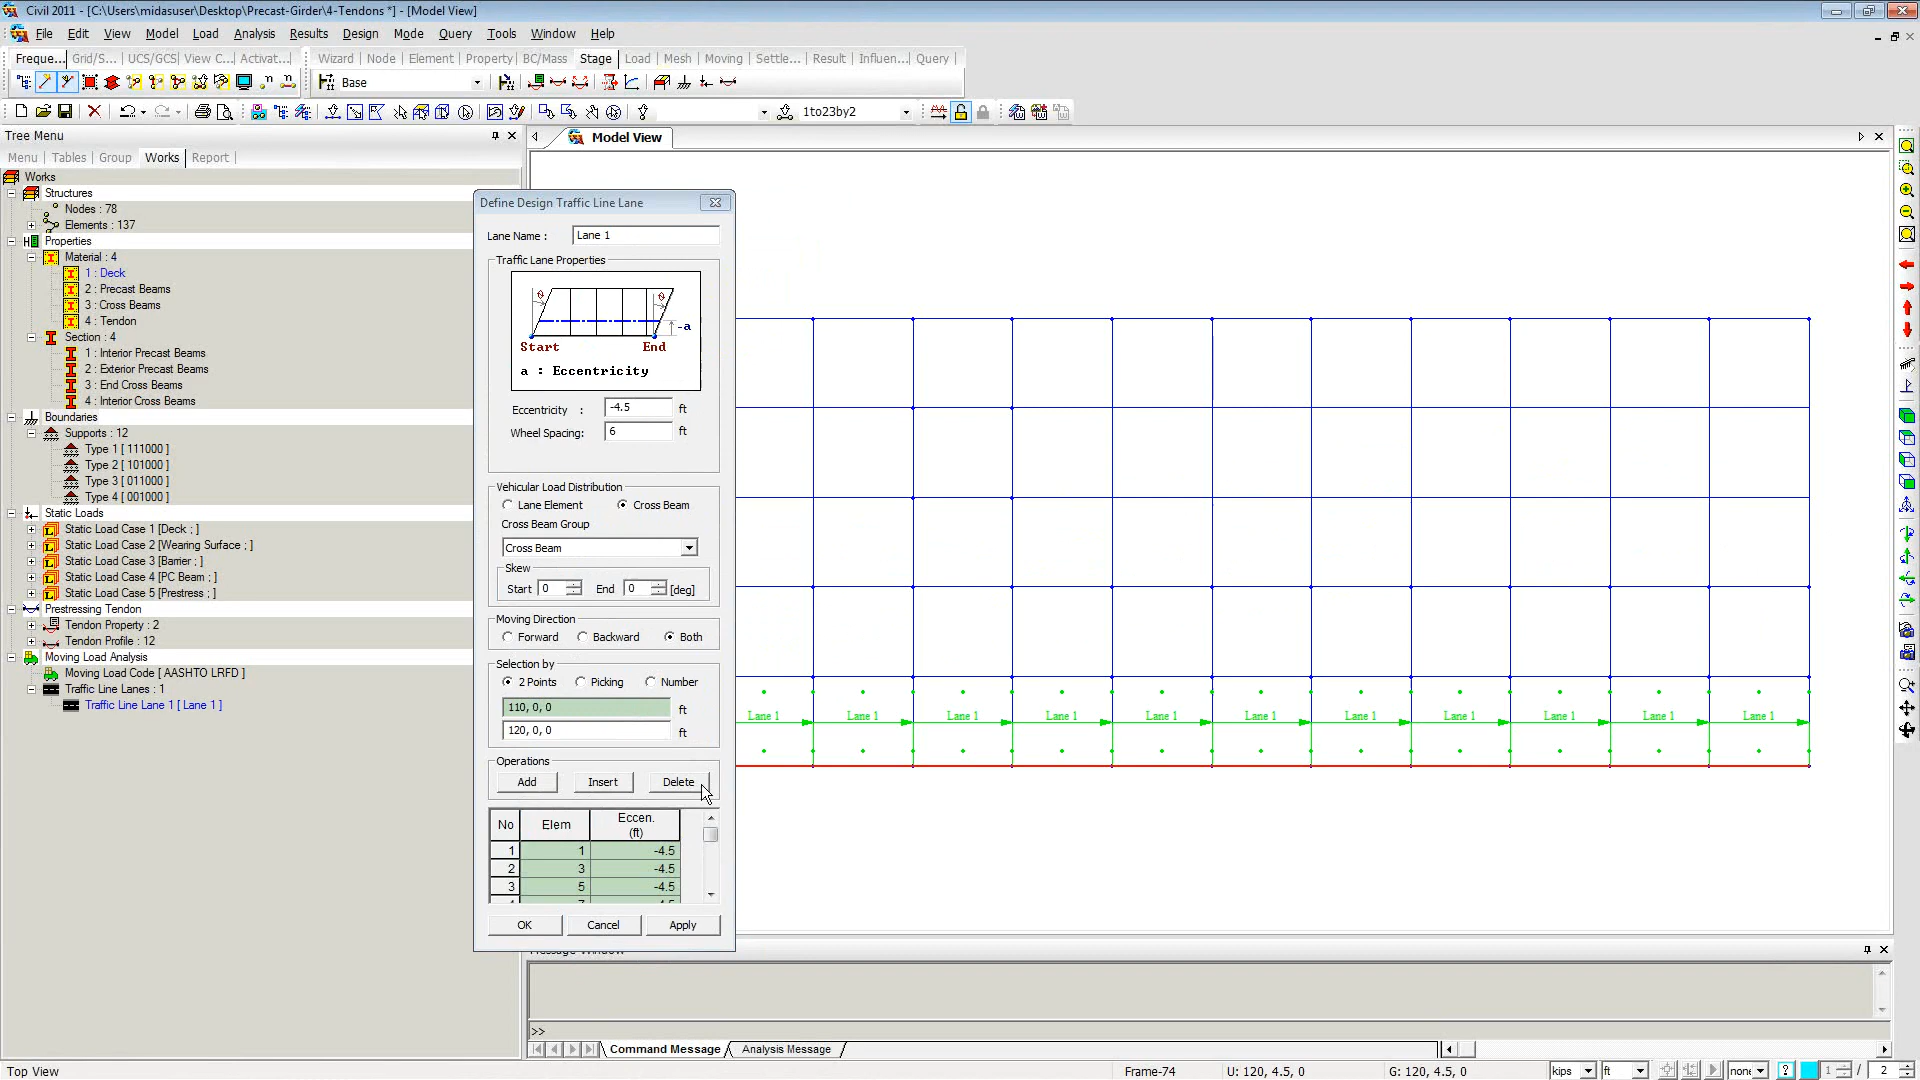 Civil 2011 - [C:\Users\midasuser\Desktop\Precast-Girder\4-Tendons *] - [Model View]
File Edit View Model Load Analysis Results Design Mode Query Tools Window Help
Freque... Grid/S... UCS/GCS View C... Activat... Wizard Node Element Property BC/Mass Stage Load Mesh Moving Settle... Result Influen... Query
Base
1to23by2
Tree Menu
Model View
Menu Tables Group Works Report
Works
Structures
Nodes : 78
Elements : 137
Properties
Material : 4
1 : Deck
2 : Precast Beams
3 : Cross Beams
4 : Tendon
Section : 4
1 : Interior Precast Beams
2 : Exterior Precast Beams
3 : End Cross Beams
4 : Interior Cross Beams
Boundaries
Supports : 12
Type 1 [ 111000 ]
Type 2 [ 101000 ]
Type 3 [ 011000 ]
Type 4 [ 001000 ]
Static Loads
Static Load Case 1 [Deck ; ]
Static Load Case 2 [Wearing Surface ; ]
Static Load Case 3 [Barrier ; ]
Static Load Case 4 [PC Beam ; ]
Static Load Case 5 [Prestress ; ]
Prestressing Tendon
Tendon Property : 2
Tendon Profile : 12
Moving Load Analysis
Moving Load Code [ AASHTO LRFD ]
Traffic Line Lanes : 1
Traffic Line Lane 1 [ Lane 1 ]
Define Design Traffic Line Lane
Lane Name : Lane 1
Traffic Lane Properties
θ θ
-a
Start End
a : Eccentricity
Eccentricity : -4.5 ft
Wheel Spacing: 6 ft
Vehicular Load Distribution
Lane Element Cross Beam
Cross Beam Group
Cross Beam
Skew
Start 0 End 0 [deg]
Moving Direction
Forward Backward Both
Selection by
2 Points Picking Number
110, 0, 0 ft
120, 0, 0 ft
Operations
Add Insert Delete
No Elem Eccen. (ft)
1 1 -4.5
2 3 -4.5
3 5 -4.5
OK Cancel Apply
Lane 1 Lane 1 Lane 1 Lane 1 Lane 1 Lane 1 Lane 1 Lane 1 Lane 1 Lane 1 Lane 1
Message Window
>>
Command Message Analysis Message
Top View Frame-74 U: 120, 4.5, 0 G: 120, 4.5, 0 kips ft none 1 / 2